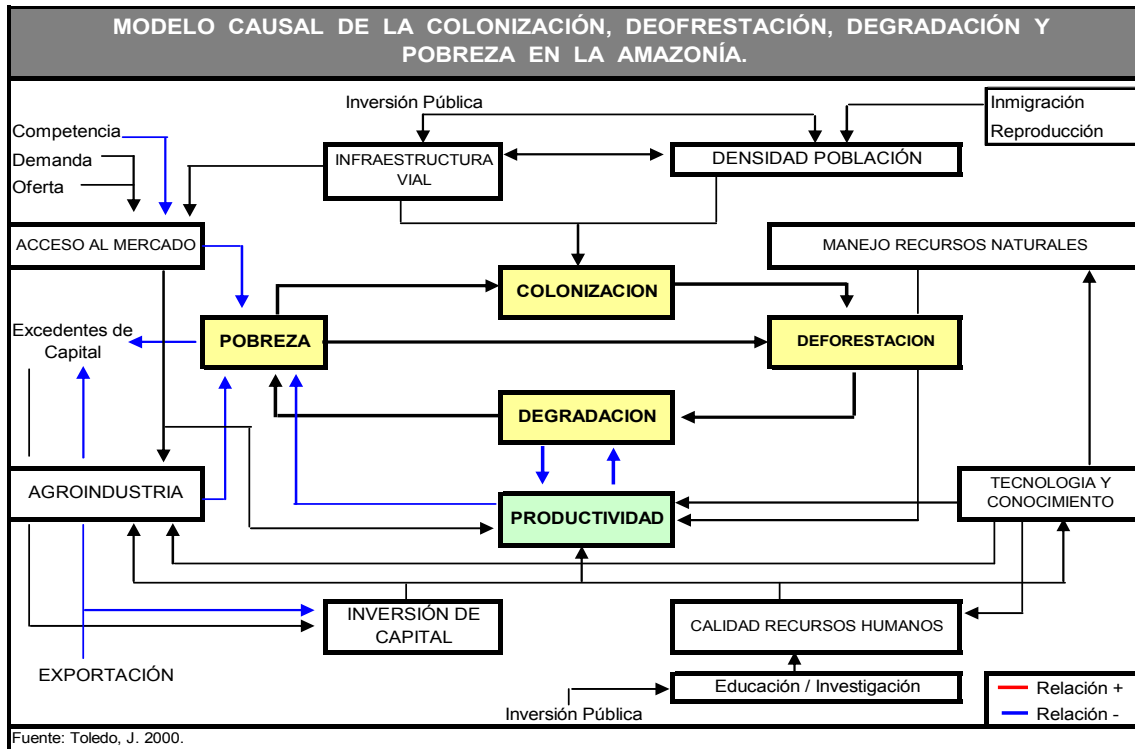 MODELO CAUSAL DE LA COLONIZACIÓN, DEOFRESTACIÓN, DEGRADACIÓN Y
POBREZA EN LA AMAZONÍA.
Inversión Pública
Inmigración
Reproducción
Competencia
Demanda
Oferta
INFRAESTRUCTURA
VIAL
DENSIDAD POBLACIÓN
ACCESO AL MERCADO
MANEJO RECURSOS NATURALES
COLONIZACION
Excedentes de
Capital
POBREZA
DEFORESTACION
DEGRADACION
AGROINDUSTRIA
PRODUCTIVIDAD
TECNOLOGIA Y
CONOCIMIENTO
INVERSIÓN DE
CAPITAL
CALIDAD RECURSOS HUMANOS
EXPORTACIÓN
Educación / Investigación
Inversión Pública
Relación +
Relación -
Fuente: Toledo, J. 2000.